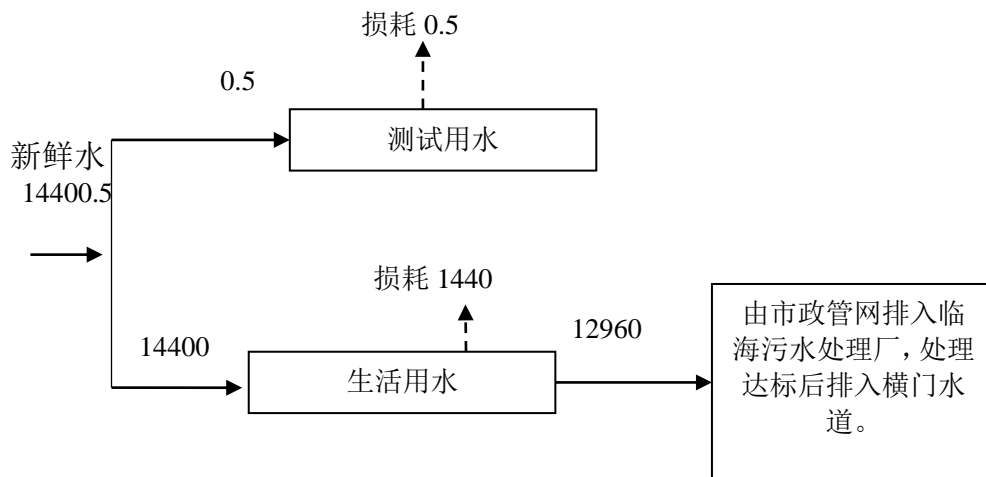 损耗 0.5
0.5
测试用水
新鲜水
14400.5
损耗 1440
14400
生活用水
12960
由市政管网排入临
海污水处理厂，处理
达标后排入横门水
道。